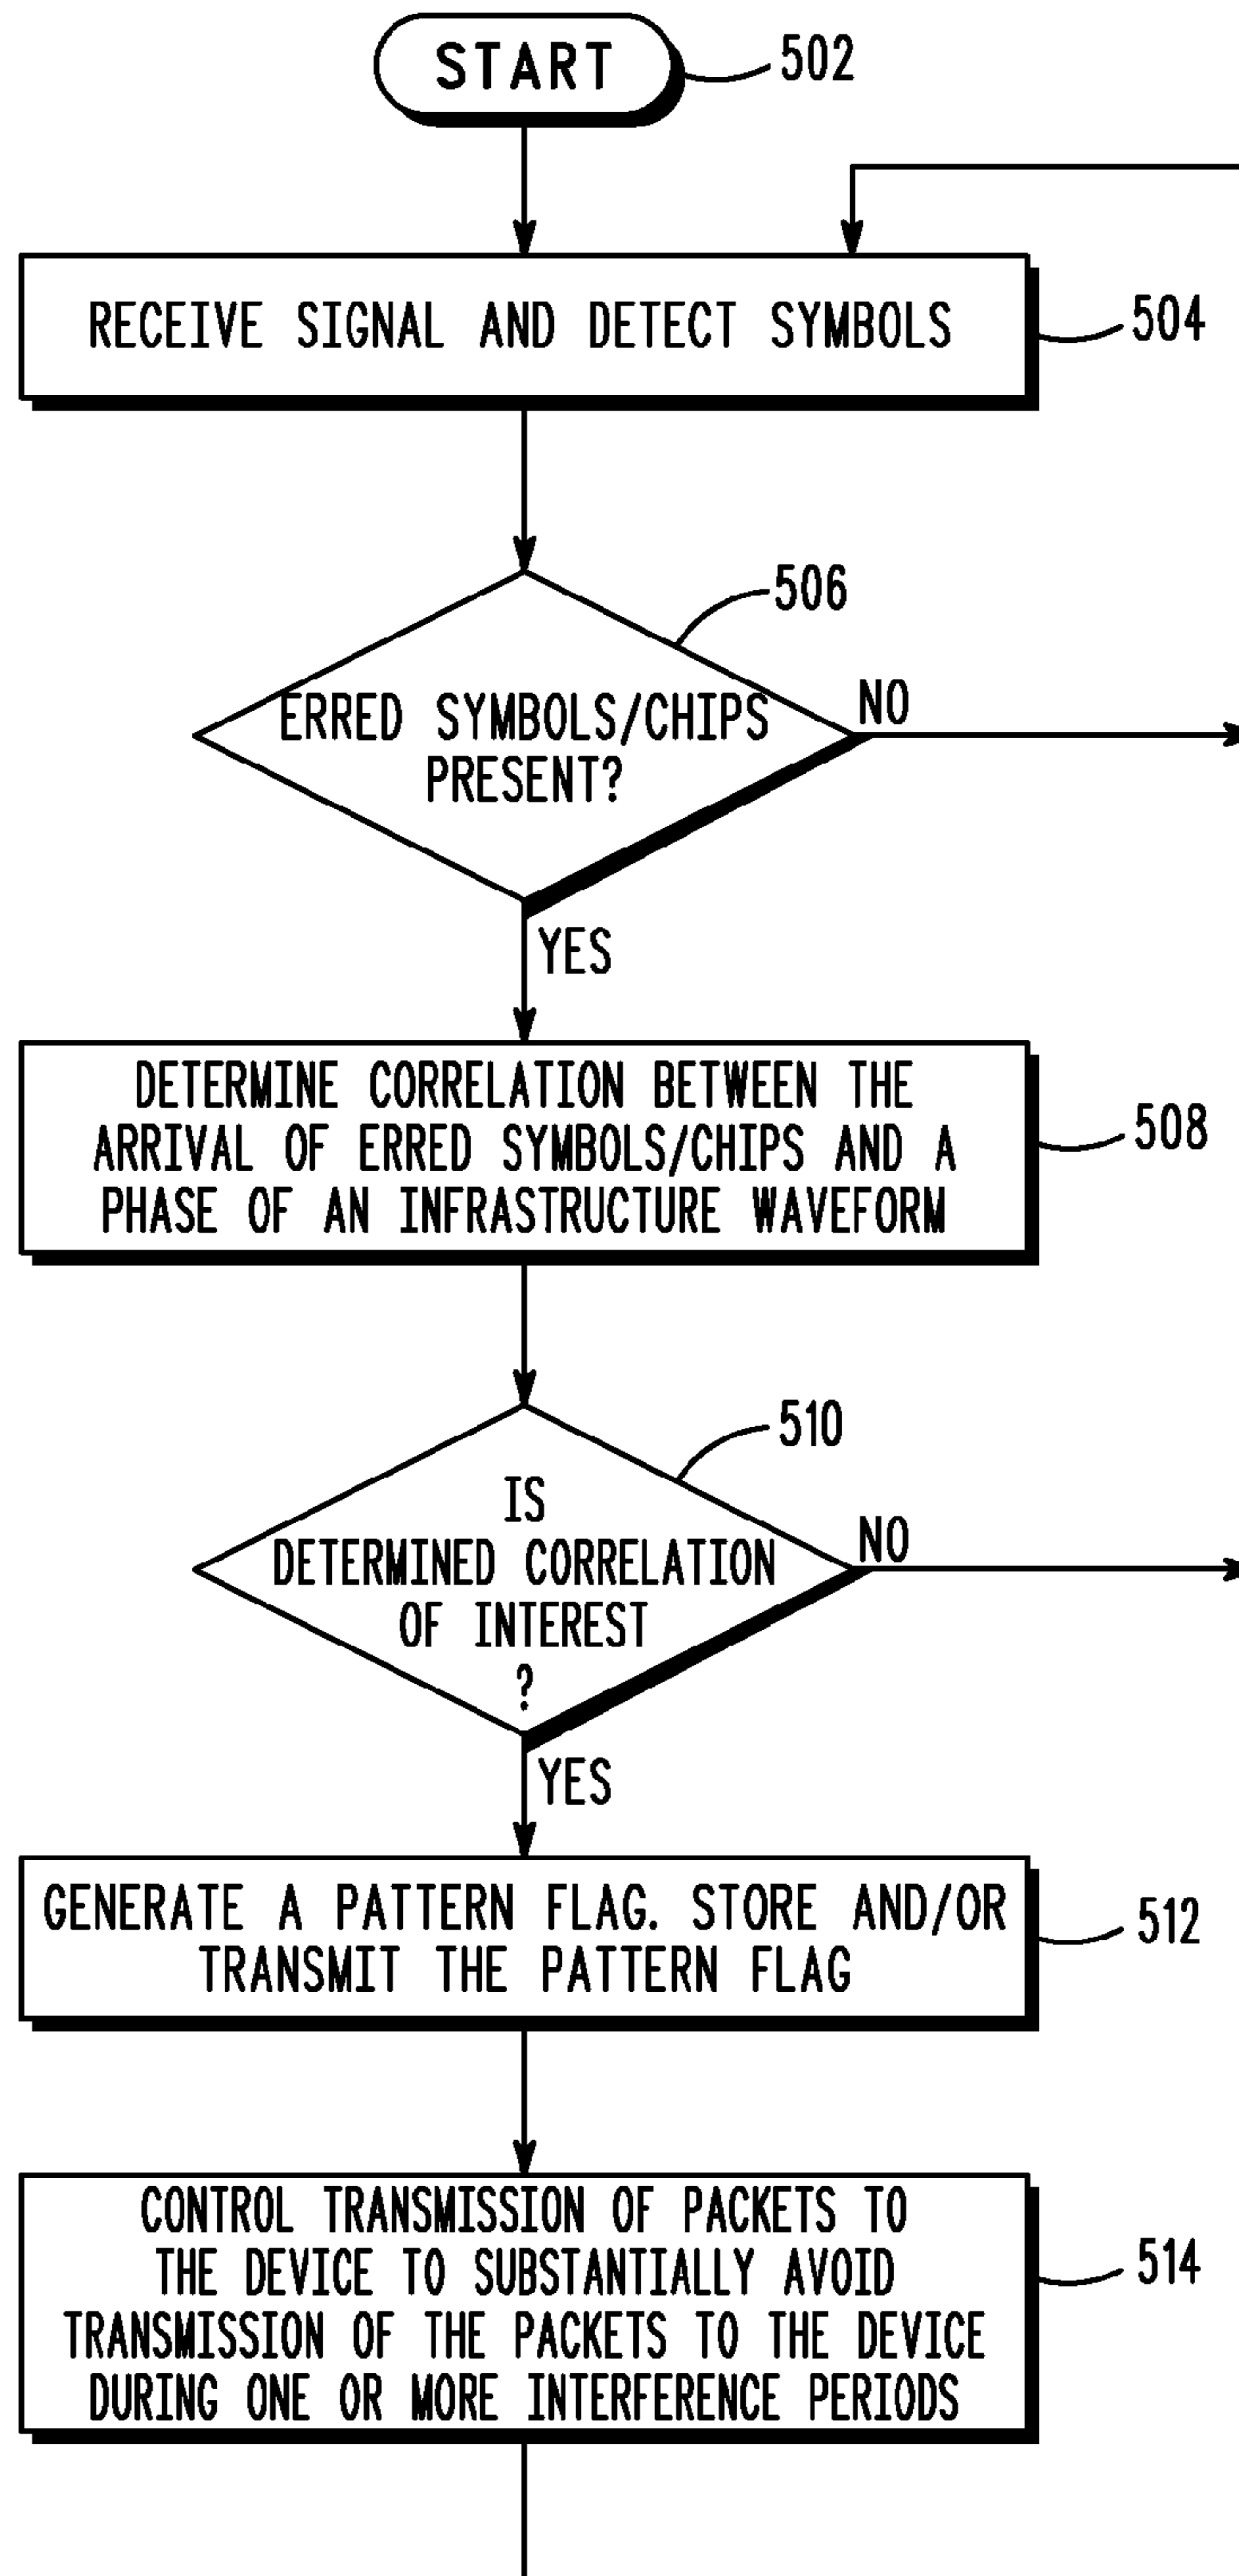 START
502
RECEIVE SIGNAL AND DETECT SYMBOLS
504
506
ERRED SYMBOLS/CHIPS
PRESENT?
NO
YES
DETERMINE CORRELATION BETWEEN THE
ARRIVAL OF ERRED SYMBOLS/CHIPS AND A
PHASE OF AN INFRASTRUCTURE WAVEFORM
508
510
IS
DETERMINED CORRELATION
OF INTEREST
?
NO
YES
GENERATE A PATTERN FLAG. STORE AND/OR
TRANSMIT THE PATTERN FLAG
512
CONTROL TRANSMISSION OF PACKETS TO
THE DEVICE TO SUBSTANTIALLY AVOID
TRANSMISSION OF THE PACKETS TO THE DEVICE
DURING ONE OR MORE INTERFERENCE PERIODS
514